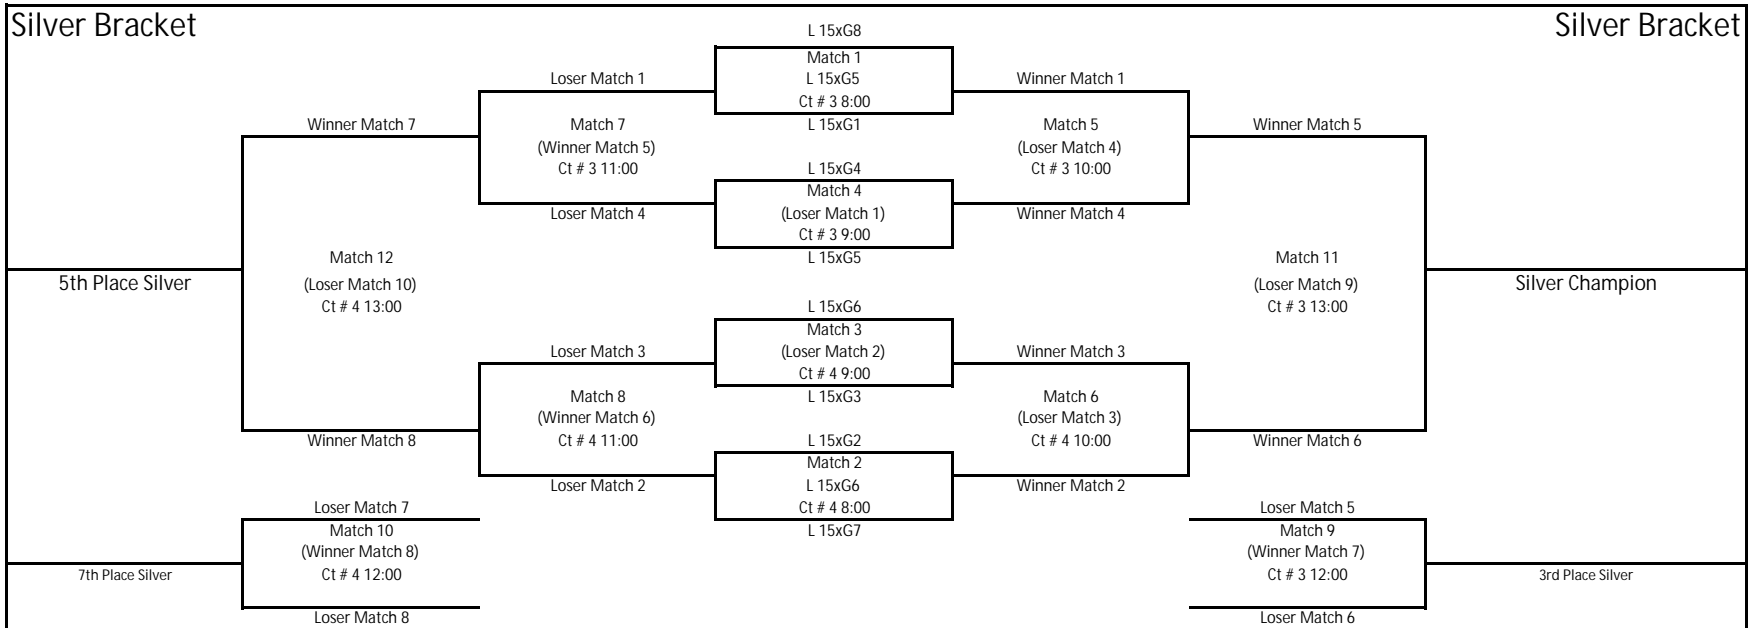 Silver Bracket
Silver Bracket
L 15xG8
Match 1
L 15xG5
Ct # 3 8:00
L 15xG1
Loser Match 1
Winner Match 1
Winner Match 7
Match 7
(Winner Match 5)
Ct # 3 11:00
Match 5
(Loser Match 4)
Ct # 3 10:00
Winner Match 5
L 15xG4
Match 4
(Loser Match 1)
Ct # 3 9:00
L 15xG5
Loser Match 4
Winner Match 4
Match 12
(Loser Match 10)
Ct # 4 13:00
5th Place Silver
Match 11
(Loser Match 9)
Ct # 3 13:00
Silver Champion
L 15xG6
Match 3
(Loser Match 2)
Ct # 4 9:00
L 15xG3
Loser Match 3
Winner Match 3
Match 8
(Winner Match 6)
Ct # 4 11:00
Match 6
(Loser Match 3)
Ct # 4 10:00
Winner Match 8
Winner Match 6
L 15xG2
Match 2
L 15xG6
Ct # 4 8:00
L 15xG7
Loser Match 2
Winner Match 2
Loser Match 7
Match 10
(Winner Match 8)
Ct # 4 12:00
Loser Match 8
7th Place Silver
Loser Match 5
Match 9
(Winner Match 7)
Ct # 3 12:00
Loser Match 6
3rd Place Silver